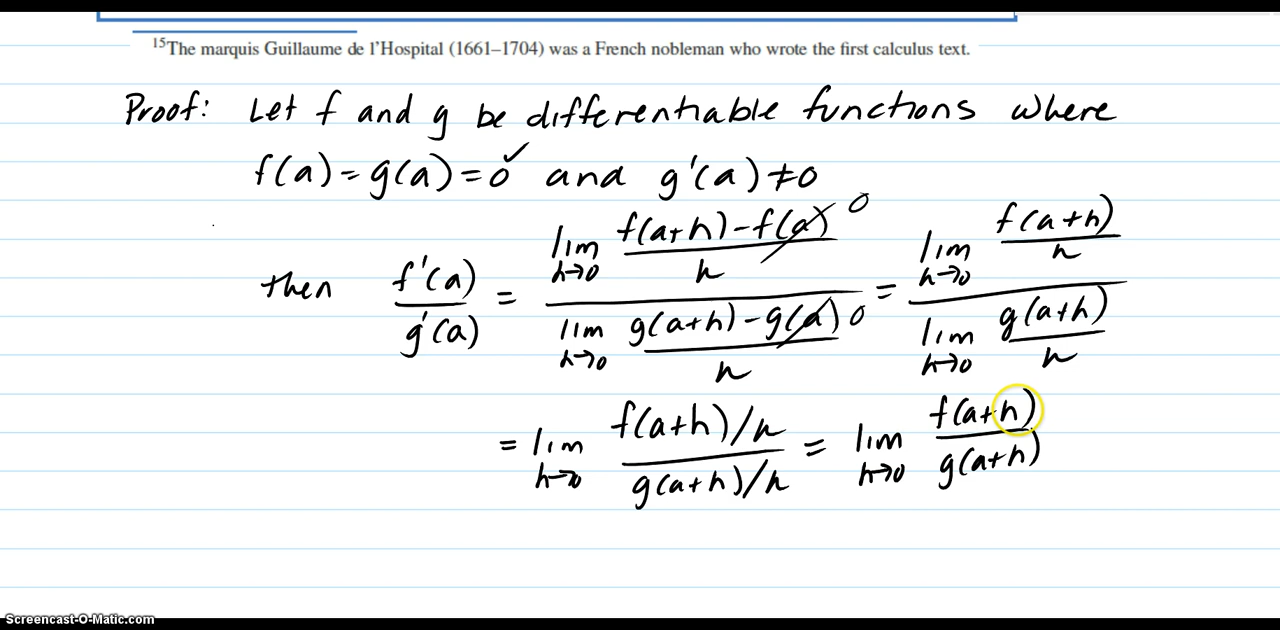 15The marquis Guillaume de l'Hospital (1661–1704) was a French nobleman who wrote the first calculus text.
Proof: Let f and g be differentiable functions where
f(a) = g(a) = 0 ✓ and g'(a) ≠ 0
then f'(a)/g'(a) = (lim h→0 (f(a+h) − f(a))/h) / (lim h→0 (g(a+h) − g(a))/h) = (lim h→0 f(a+h)/h) / (lim h→0 g(a+h)/h)
0
0
= lim h→0 (f(a+h)/h) / (g(a+h)/h) = lim h→0 f(a+h)/g(a+h)
Screencast-O-Matic.com